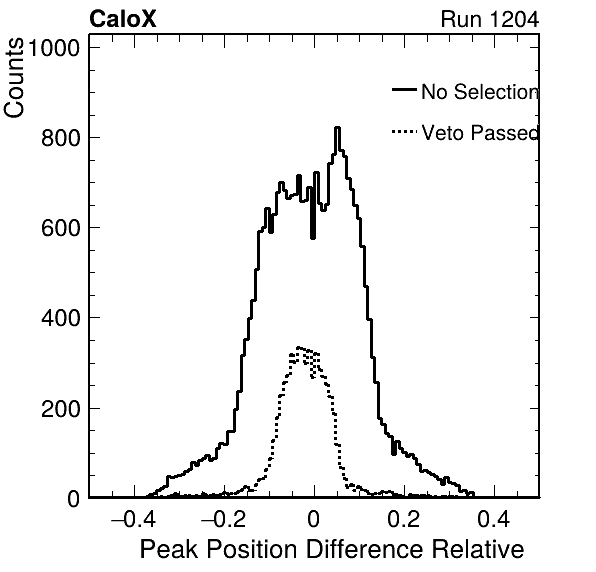 CaloX Run 1204
Counts
1000
800
600
400
200
0
No Selection
Veto Passed
−0.4 −0.2 0 0.2 0.4
Peak Position Difference Relative